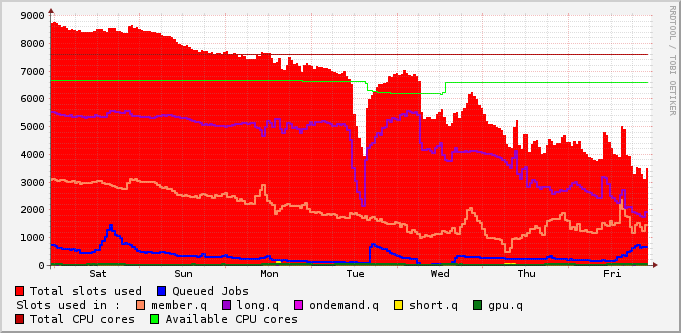 RRDTOOL / TOBI OETIKER
9000
8000
7000
6000
5000
4000
3000
2000
1000
0
Sat Sun Mon Tue Wed Thu Fri
Total slots used Queued Jobs
Slots used in : member.q long.q ondemand.q short.q gpu.q
Total CPU cores Available CPU cores